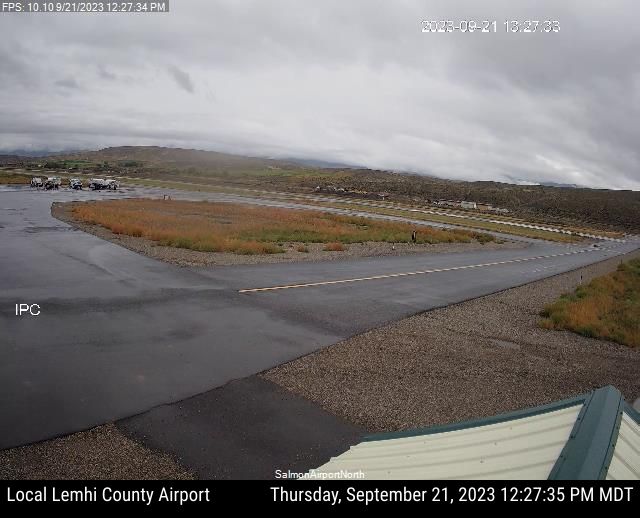 FPS: 10.10 9/21/2023 12:27:34 PM
2023-09-21 13:27:33
IPC
SalmonAirportNorth
Local Lemhi County Airport
Thursday, September 21, 2023 12:27:35 PM MDT